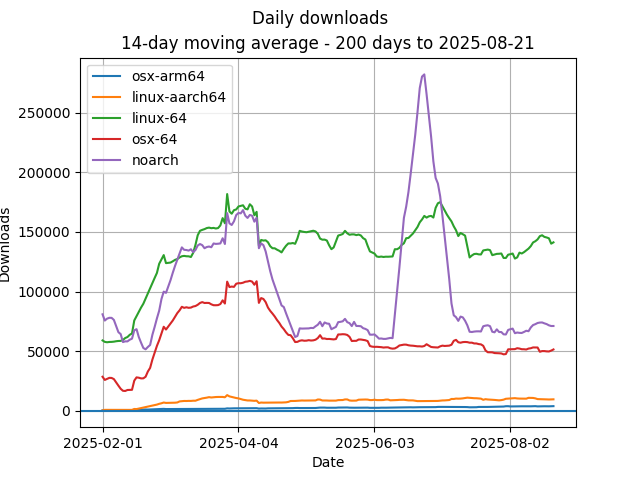 Daily downloads
14-day moving average - 200 days to 2025-08-21
osx-arm64
linux-aarch64
linux-64
osx-64
noarch
250000
200000
150000
100000
50000
0
Downloads
2025-02-01
2025-04-04
2025-06-03
2025-08-02
Date